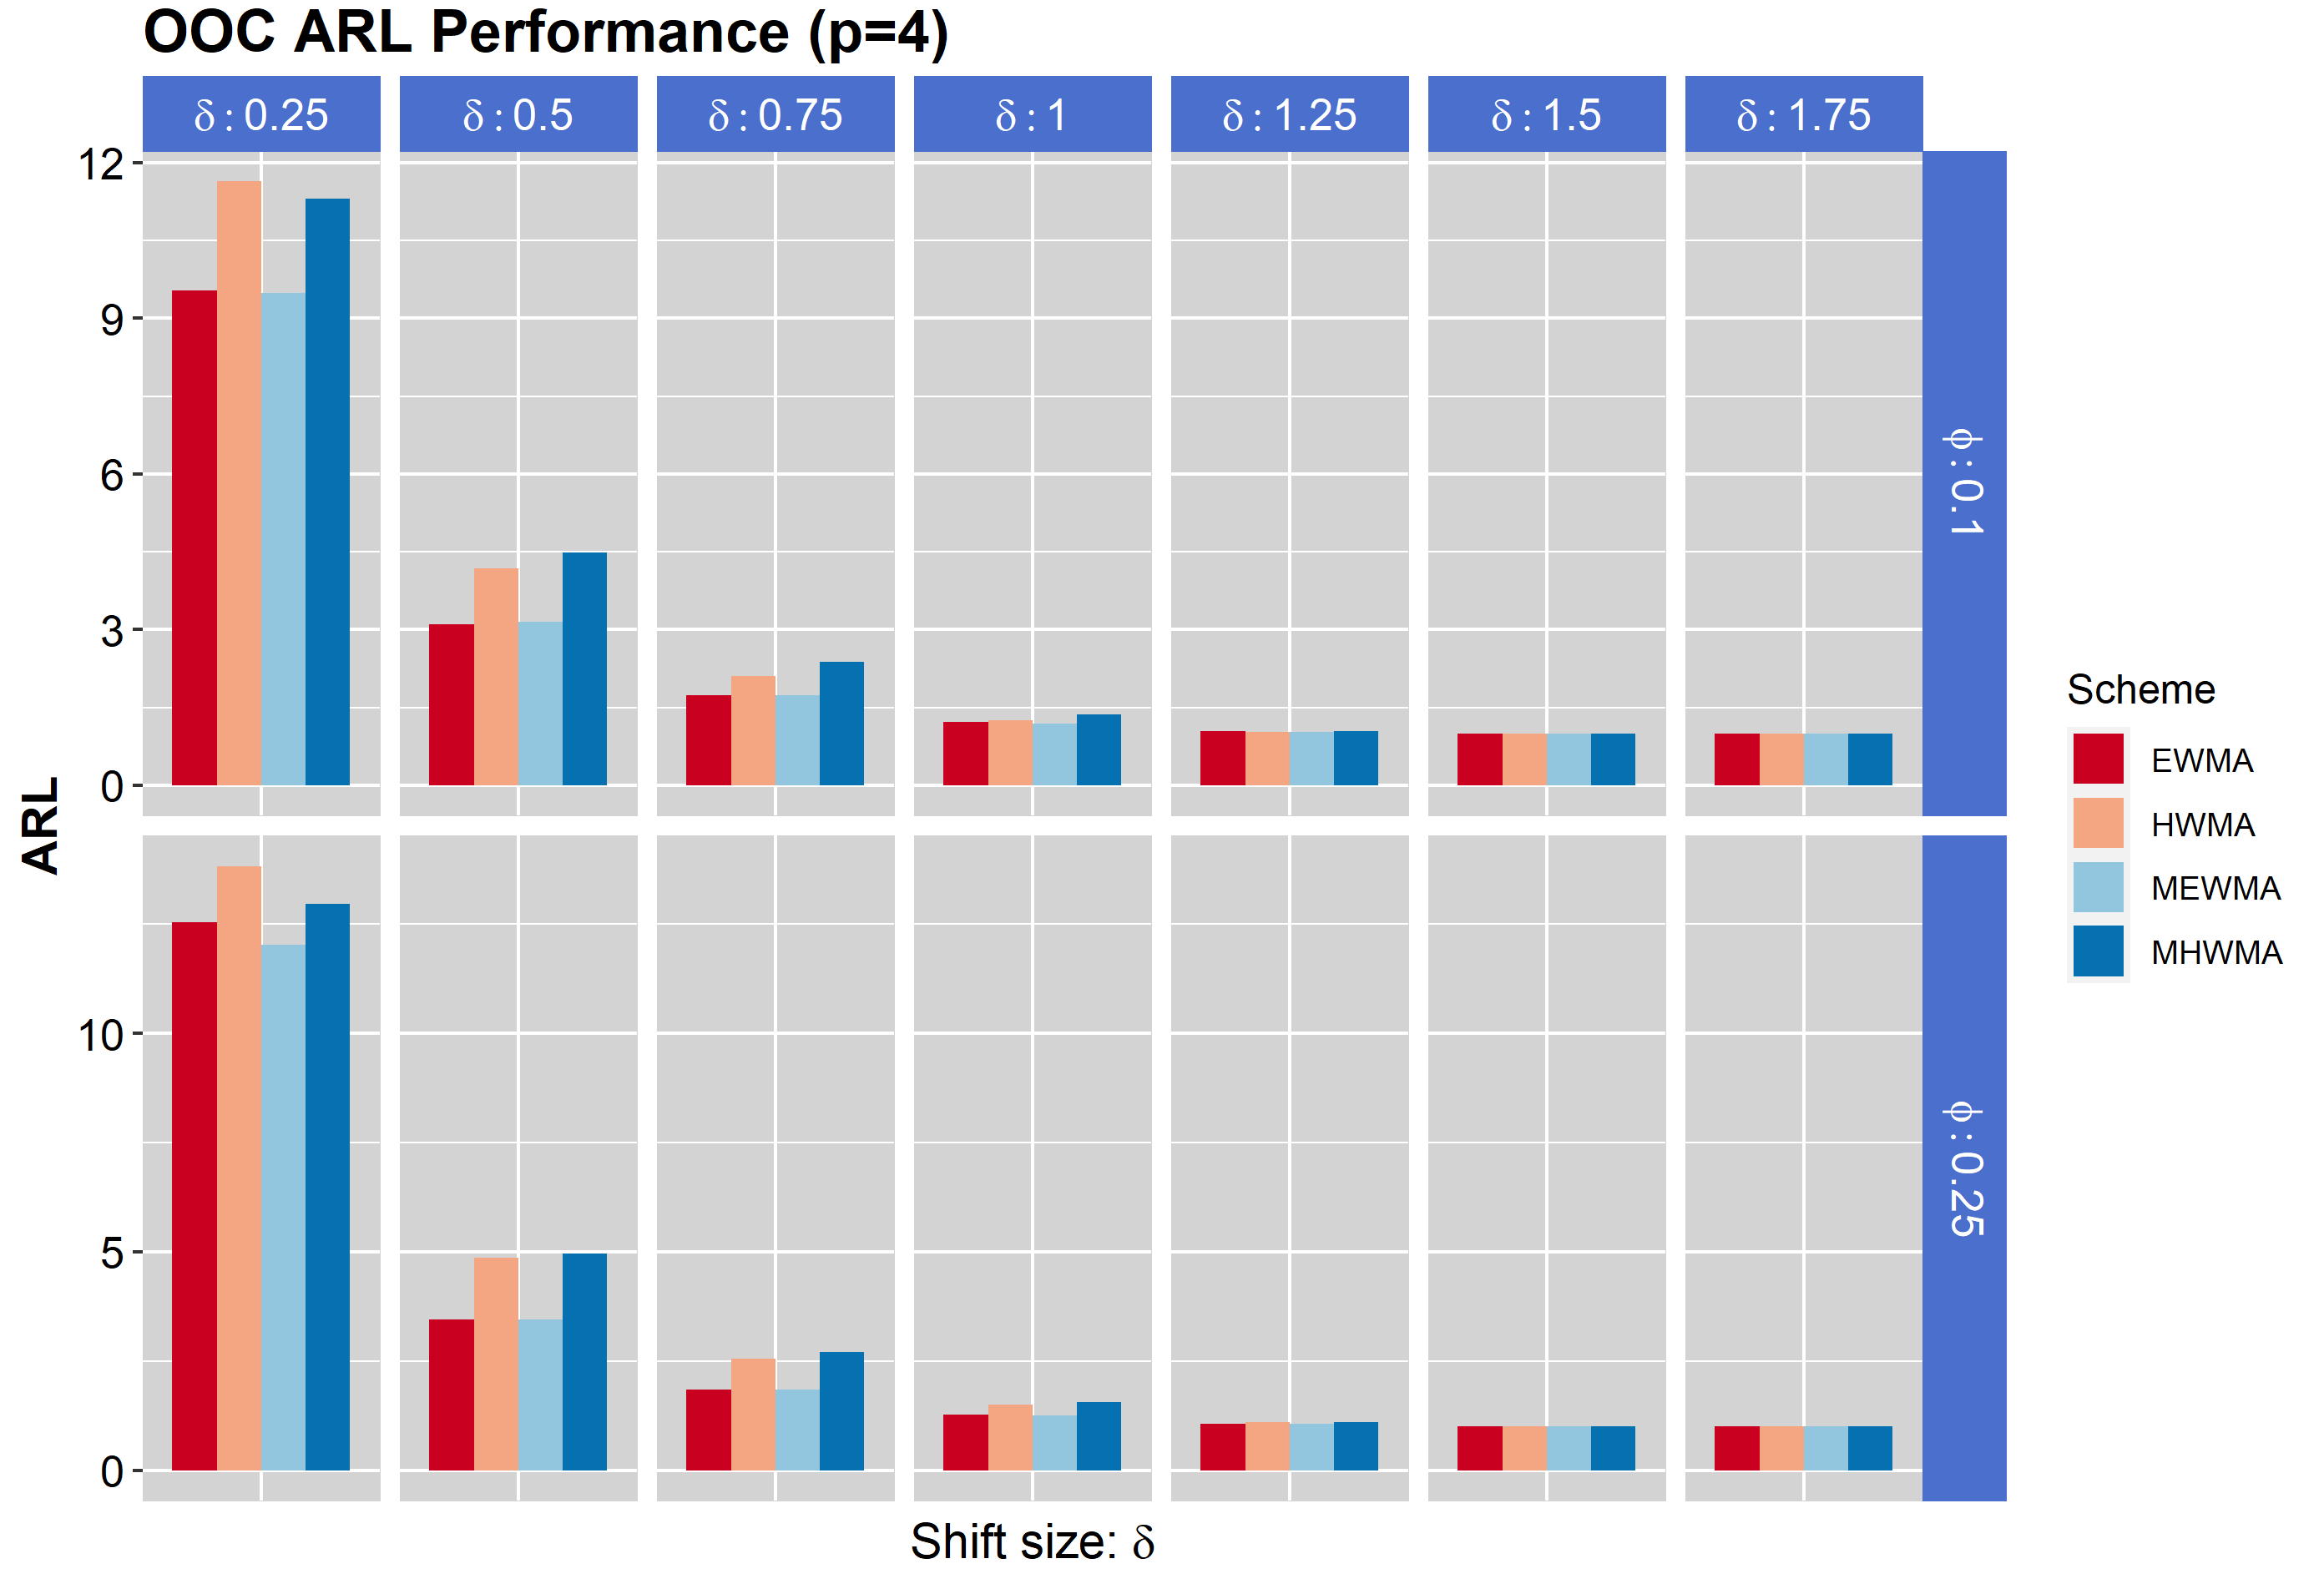 OOC ARL Performance (p=4)
δ : 0.25
δ : 0.5
δ : 0.75
δ : 1
δ : 1.25
δ : 1.5
δ : 1.75
12
9
6
3
0
ϕ : 0.1
10
5
0
ϕ : 0.25
ARL
Shift size: δ
Scheme
EWMA
HWMA
MEWMA
MHWMA